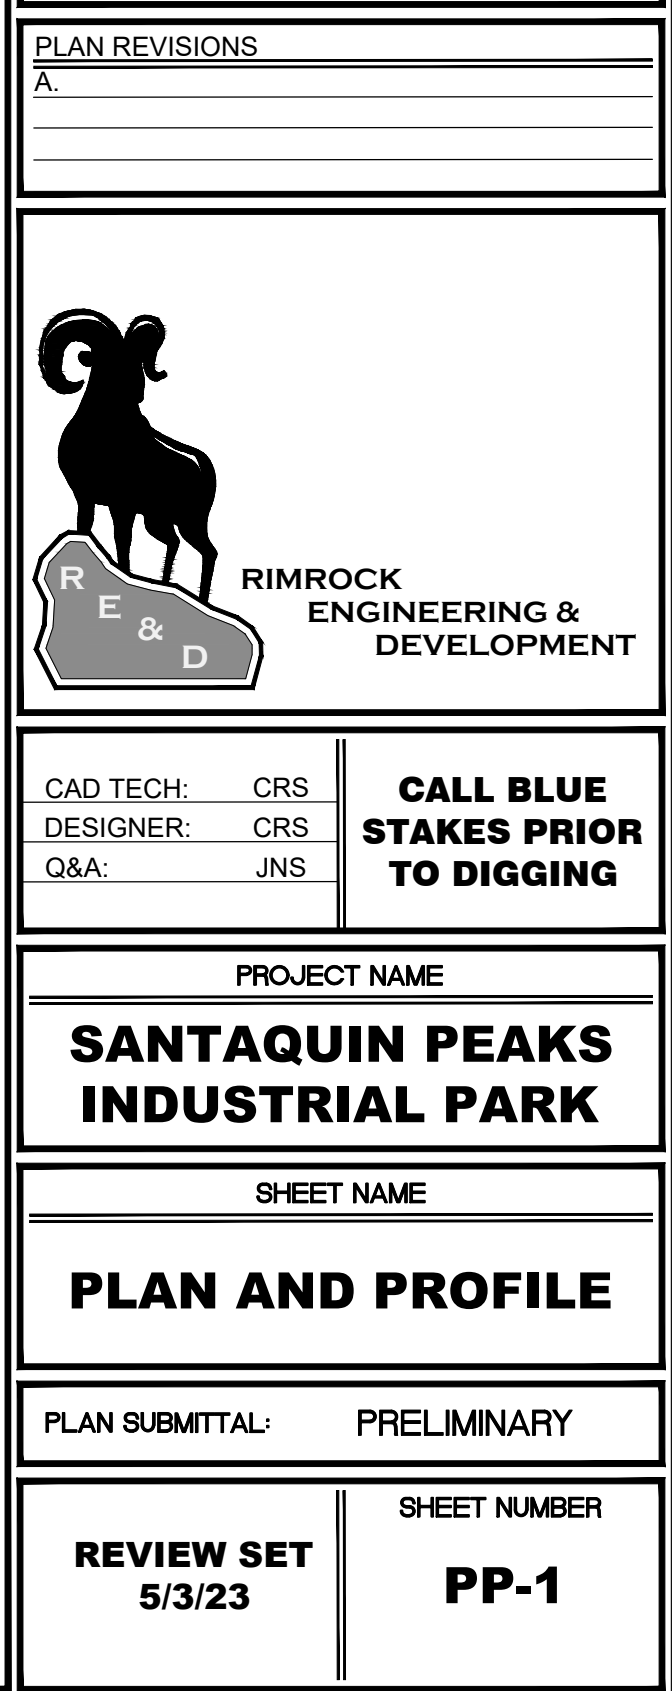 PLAN REVISIONS
A.
R
E
&
D
RIMROCK
ENGINEERING &
DEVELOPMENT
CAD TECH: CRS
DESIGNER: CRS
Q&A: JNS
CALL BLUE
STAKES PRIOR
TO DIGGING
PROJECT NAME
SANTAQUIN PEAKS
INDUSTRIAL PARK
SHEET NAME
PLAN AND PROFILE
PLAN SUBMITTAL: PRELIMINARY
REVIEW SET
5/3/23
SHEET NUMBER
PP-1